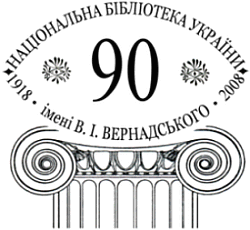 НАЦІОНАЛЬНА БІБЛІОТЕКА УКРАЇНИ
90
1918 • імені В. І. ВЕРНАДСЬКОГО • 2008